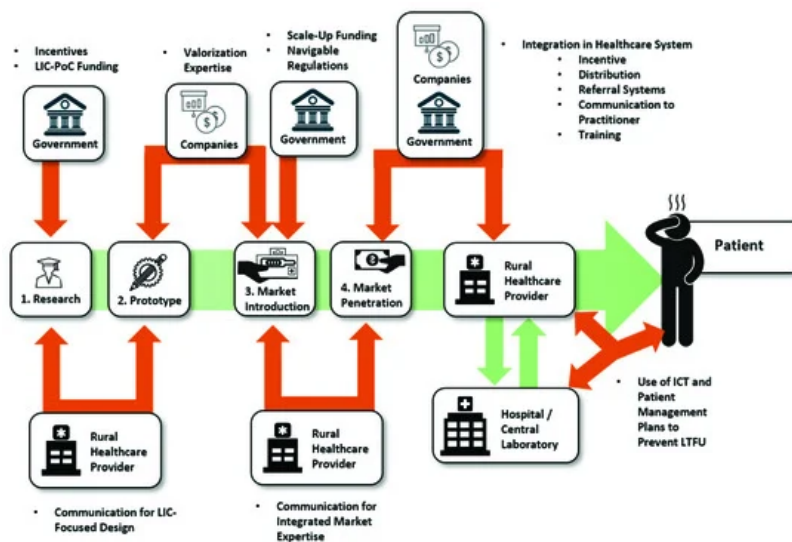 • Incentives
• LIC-PoC Funding
Government
• Valorization
Expertise
Companies
• Scale-Up Funding
• Navigable
Regulations
Government
Companies
Government
• Integration in Healthcare System
• Incentive
• Distribution
• Referral Systems
• Communication to
Practitioner
• Training
1. Research
2. Prototype
3. Market
Introduction
4. Market
Penetration
Rural
Healthcare
Provider
Patient
Rural
Healthcare
Provider
• Communication for LIC-
Focused Design
Rural
Healthcare
Provider
• Communication for
Integrated Market
Expertise
Hospital /
Central
Laboratory
• Use of ICT and
Patient
Management
Plans to
Prevent LTFU